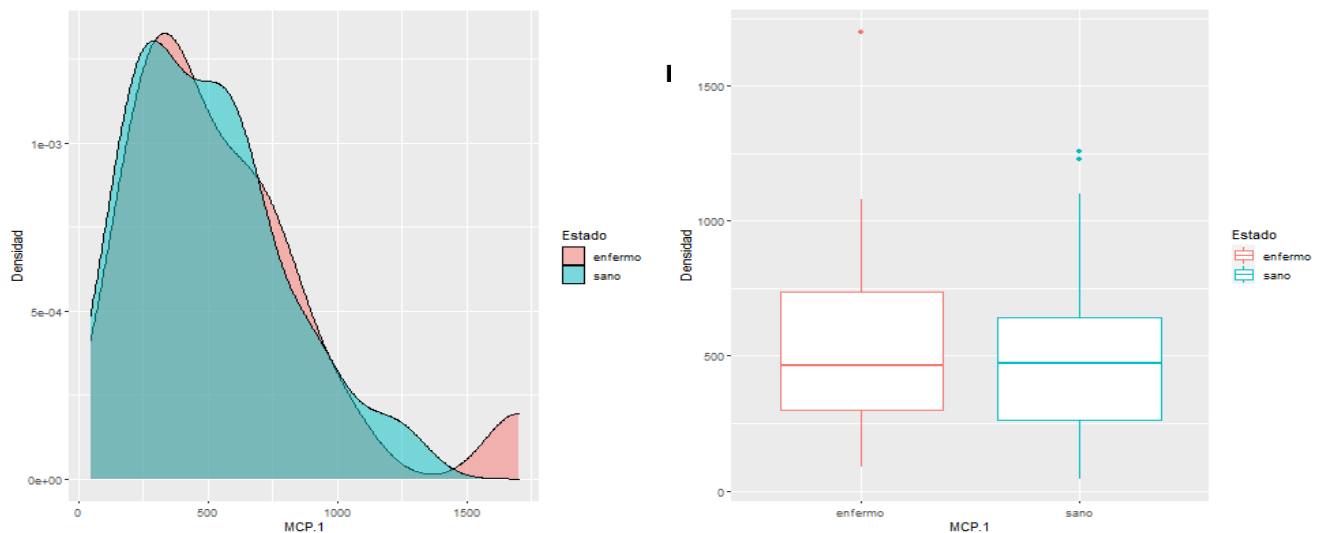 Densidad
1e-03
5e-04
0e+00
0
500
1000
1500
MCP.1
Estado
enfermo
sano
I
Densidad
1500
1000
500
0
enfermo
sano
MCP.1
Estado
enfermo
sano